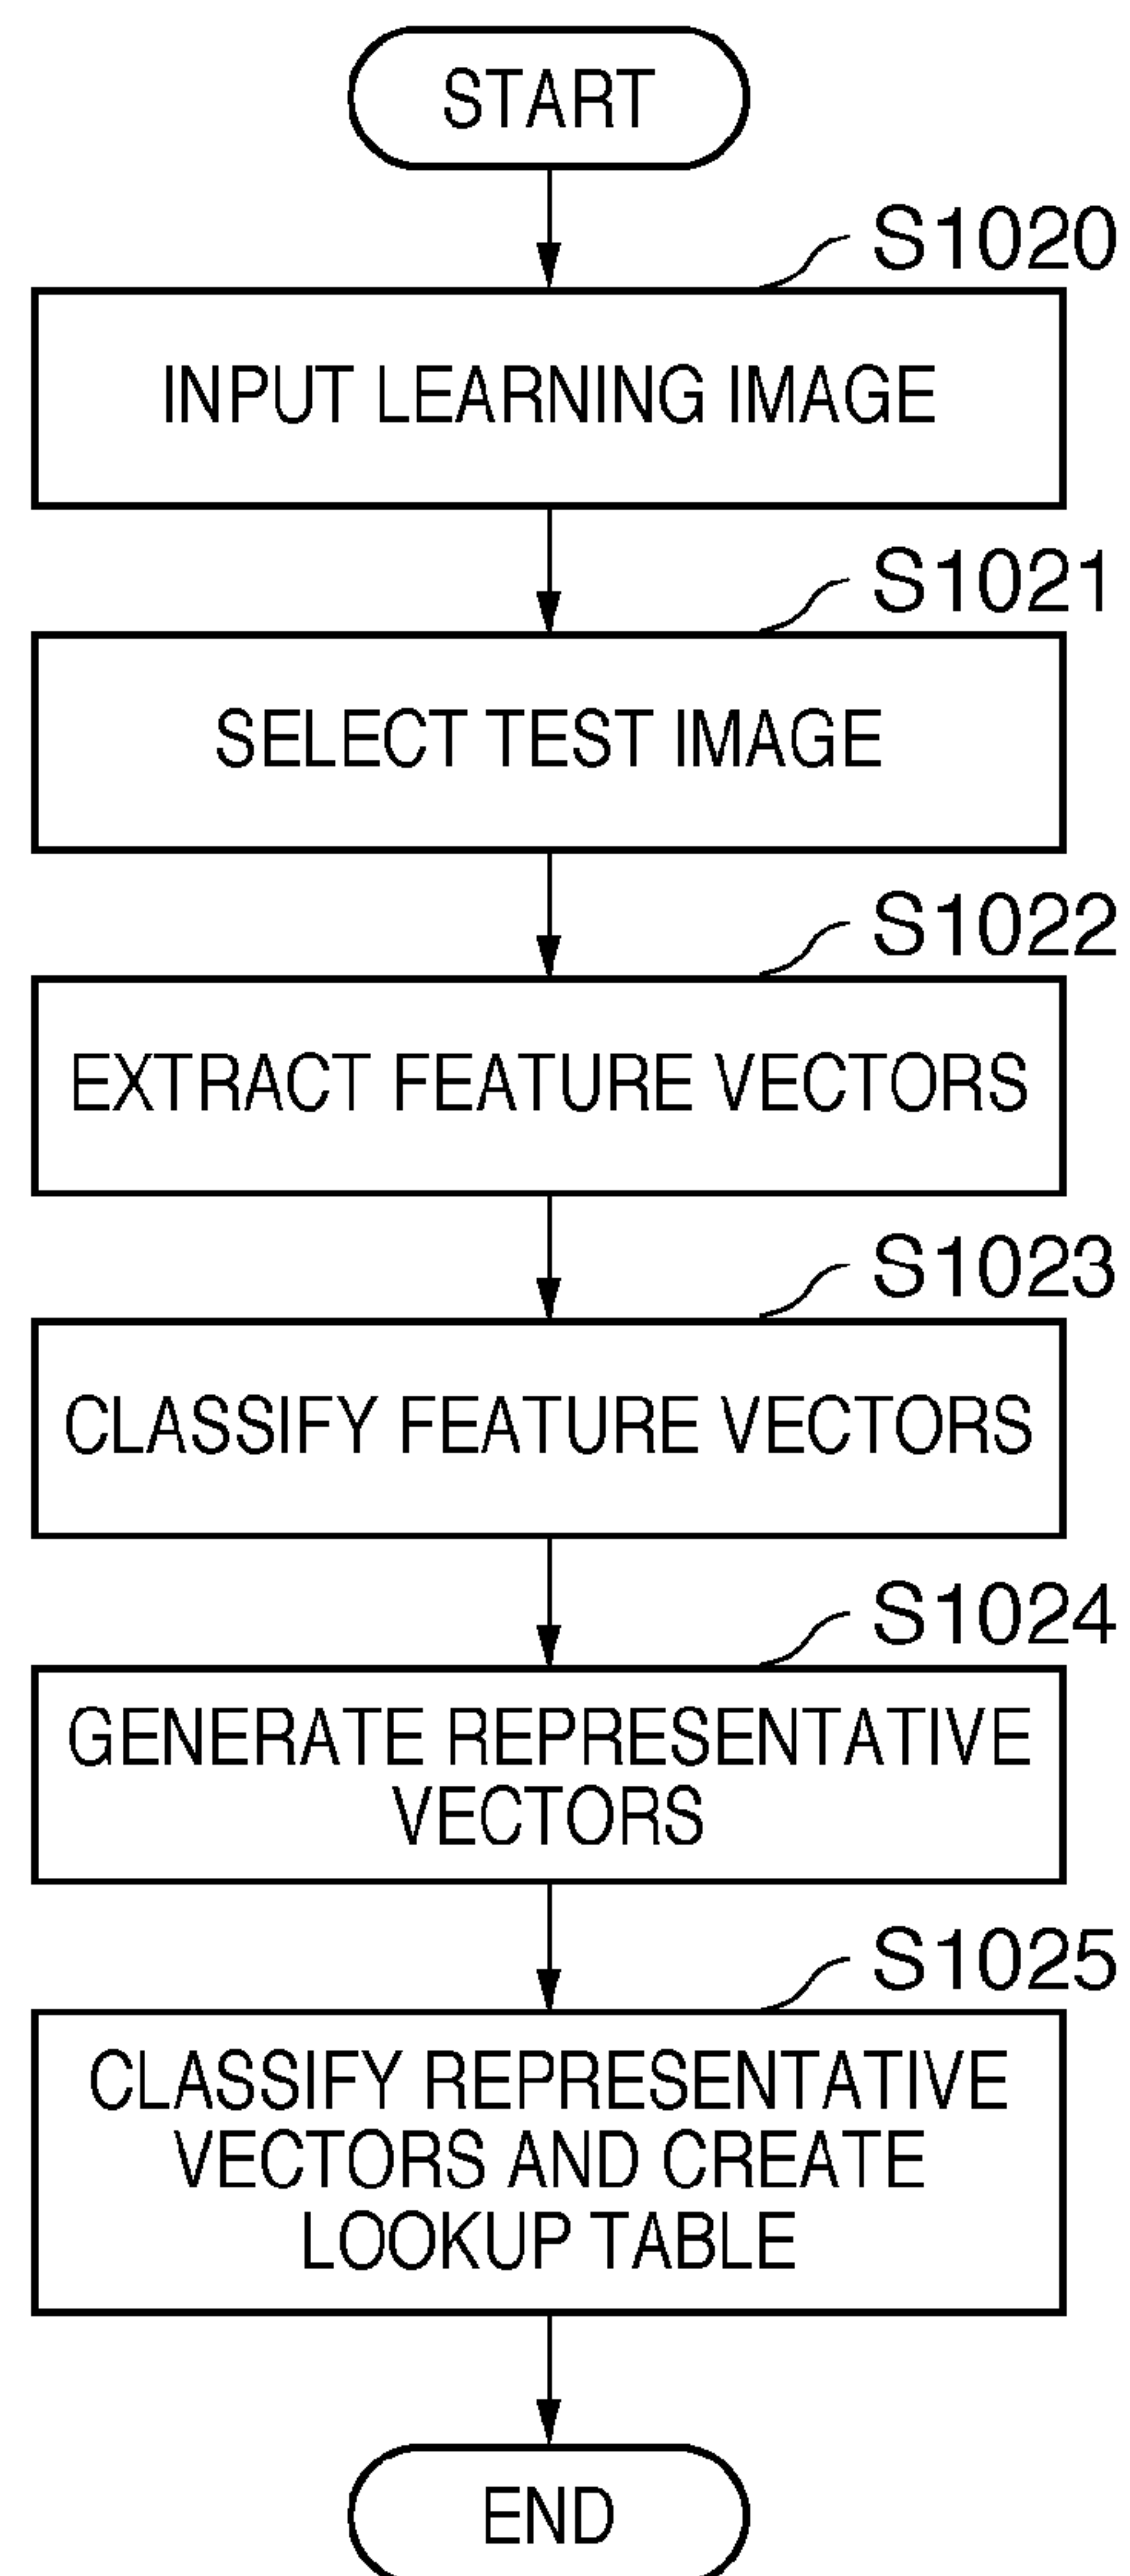 START
S1020
INPUT LEARNING IMAGE
S1021
SELECT TEST IMAGE
S1022
EXTRACT FEATURE VECTORS
S1023
CLASSIFY FEATURE VECTORS
S1024
GENERATE REPRESENTATIVE
VECTORS
S1025
CLASSIFY REPRESENTATIVE
VECTORS AND CREATE
LOOKUP TABLE
END